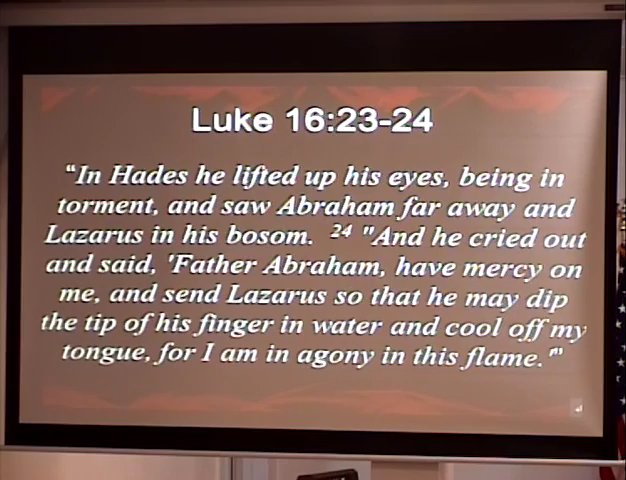 Luke 16:23-24
“In Hades he lifted up his eyes, being in
torment, and saw Abraham far away and
Lazarus in his bosom. 24 "And he cried out
and said, 'Father Abraham, have mercy on
me, and send Lazarus so that he may dip
the tip of his finger in water and cool off my
tongue, for I am in agony in this flame.'"